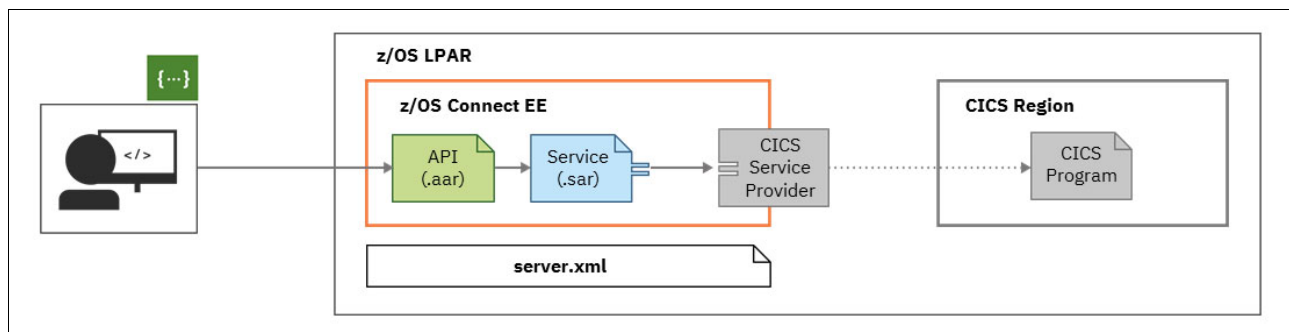 z/OS LPAR
{...}
z/OS Connect EE
CICS Region
</>
API
(.aar)
Service
(.sar)
CICS
Service
Provider
CICS
Program
server.xml